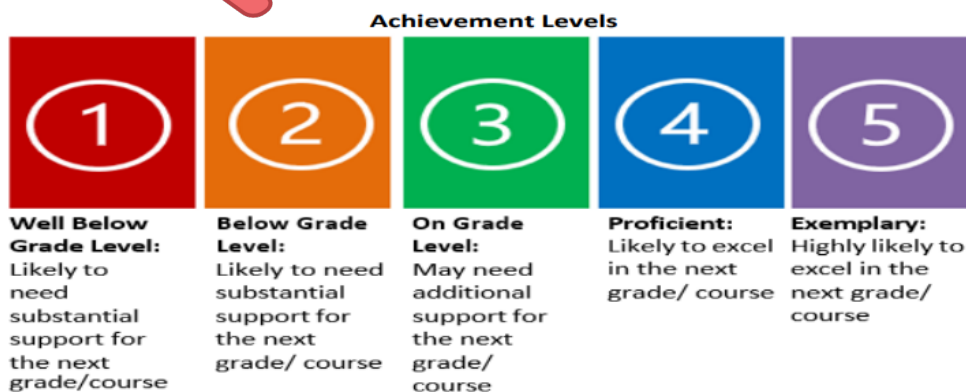 Achievement Levels
1
2
3
4
5
Well Below
Grade Level:
Likely to
need
substantial
support for
the next
grade/course
Below Grade
Level:
Likely to need
substantial
support for
the next
grade/ course
On Grade
Level:
May need
additional
support for
the next
grade/
course
Proficient:
Likely to excel
in the next
grade/ course
Exemplary:
Highly likely to
excel in the
next grade/
course